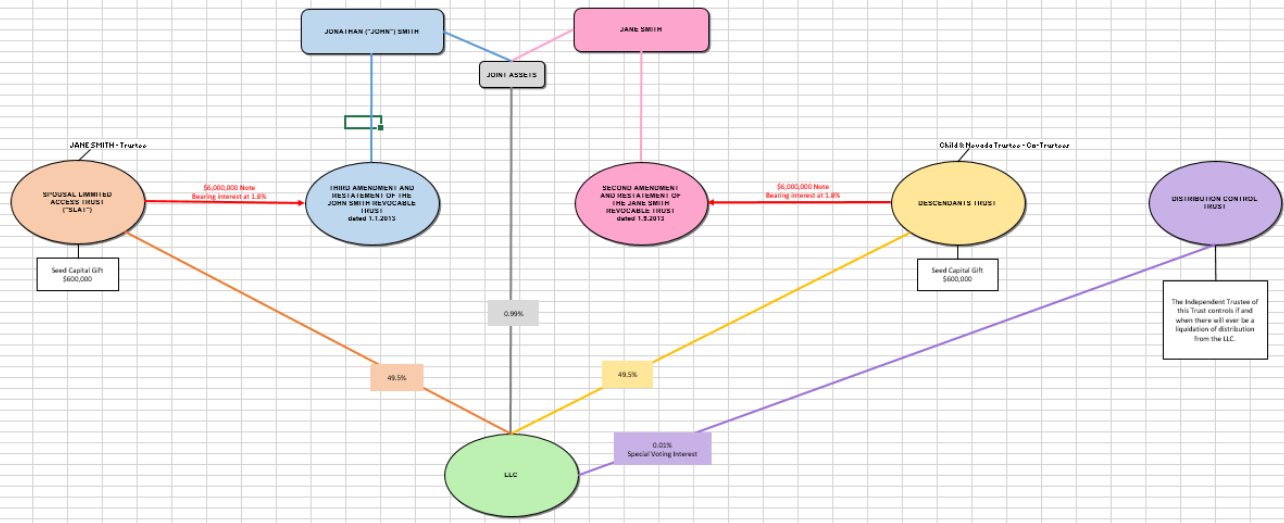 JONATHAN ("JOHN") SMITH
JANE SMITH
JOINT ASSETS
JANE SMITH - Trustee
Child & Nevada Trustee - Co-Trustees
SPOUSAL LIMMITED
ACCESS TRUST
("SLAT")
$6,000,000 Note
Bearing interest at 1.8%
THIRD AMENDMENT AND
RESTATEMENT OF THE
JOHN SMITH REVOCABLE
TRUST
dated 1.1.2013
SECOND AMENDMENT
AND RESTATEMENT OF
THE JANE SMITH
REVOCABLE TRUST
dated 1.5.2013
$6,000,000 Note
Bearing interest at 1.8%
DESCENDANTS TRUST
DISTRIBUTION CONTROL
TRUST
Seed Capital Gift
$600,000
Seed Capital Gift
$600,000
The Independent Trustee of
this Trust controls if and
when there will ever be a
liquidation of distribution
from the LLC.
0.99%
49.5%
49.5%
0.01%
Special Voting Interest
LLC